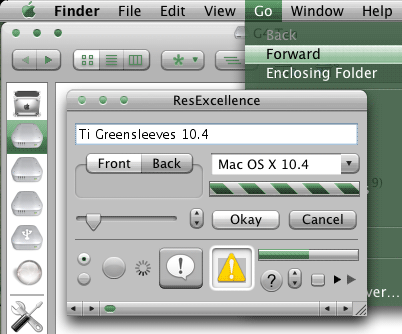 Finder File Edit View Go Window Help
Back
Forward
Enclosing Folder
ResExcellence
Ti Greensleeves 10.4
Front Back
Mac OS X 10.4
Okay Cancel
?
ver...